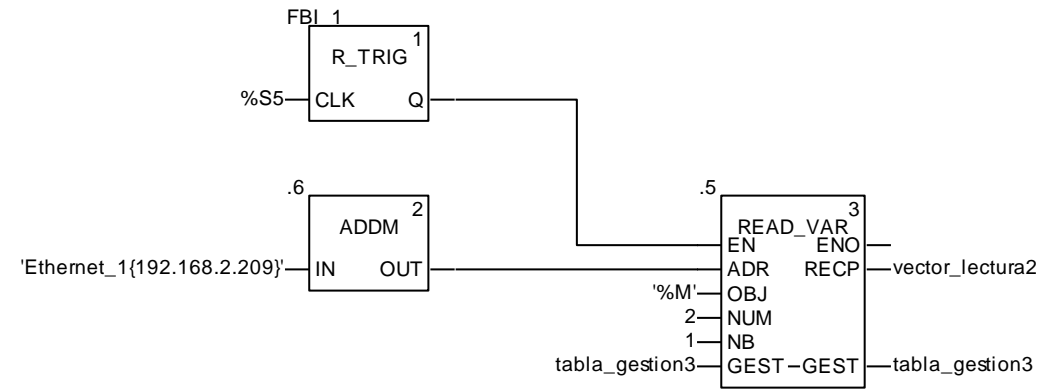 FBI_1
1
R_TRIG
%S5 CLK Q
.6
2
ADDM
'Ethernet_1{192.168.2.209}' IN OUT
.5
3
READ_VAR
EN ENO
ADR RECP vector_lectura2
'%M' OBJ
2 NUM
1 NB
tabla_gestion3 GEST GEST tabla_gestion3